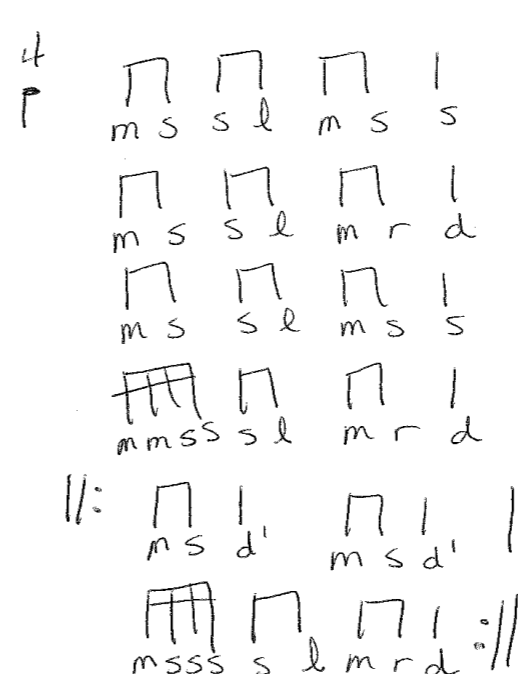 4
m s s l m s s
m s s l m r d
m s s l m s s
m m s s s l m r d
||: m s d' m s d' |
m s s s s l m r d :||